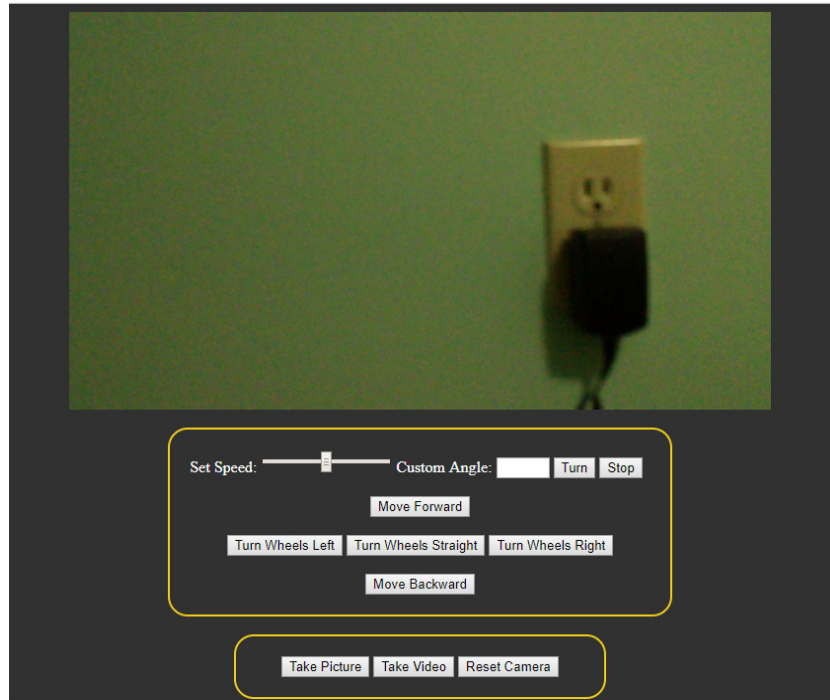 Set Speed: Custom Angle: Turn Stop
Move Forward
Turn Wheels Left Turn Wheels Straight Turn Wheels Right
Move Backward
Take Picture Take Video Reset Camera